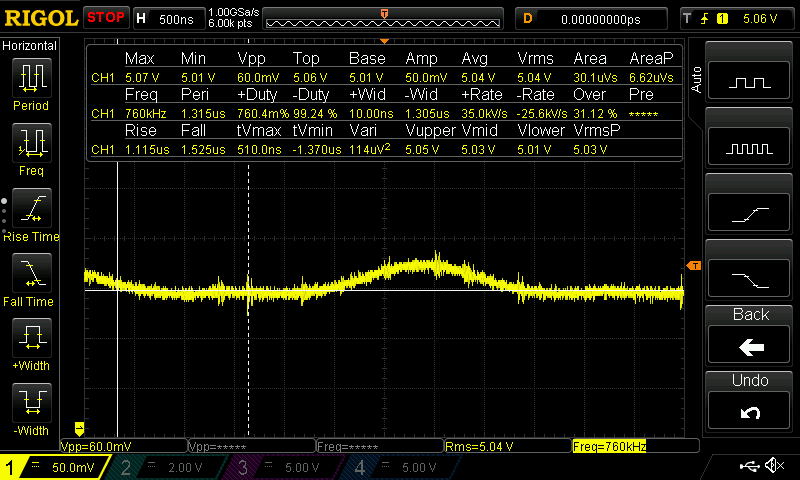 RIGOL STOP H 500ns 1.00GSa/s 6.00k pts T D 0.00000000ps T 1 5.06 V
Horizontal
Period
Freq
Rise Time
Fall Time
+Width
-Width
Max Min Vpp Top Base Amp Avg Vrms Area AreaP
CH1 5.07 V 5.01 V 60.0mV 5.06 V 5.01 V 50.0mV 5.04 V 5.04 V 30.1uVs 6.62uVs
Freq Peri +Duty -Duty +Wid -Wid +Rate -Rate Over Pre
CH1 760kHz 1.315us 760.4m% 99.24 % 10.00ns 1.305us 35.0kV/s -25.6kV/s 31.12 % *****
Rise Fall tVmax tVmin Vari Vupper Vmid Vlower VrmsP
CH1 1.115us 1.525us 510.0ns -1.370us 114uV² 5.05 V 5.03 V 5.01 V 5.03 V
T
Auto
Back
Undo
Vpp=60.0mV Vpp=***** Freq=***** Rms=5.04 V Freq=760kHz
1 50.0mV 2 2.00 V 3 5.00 V 4 5.00 V